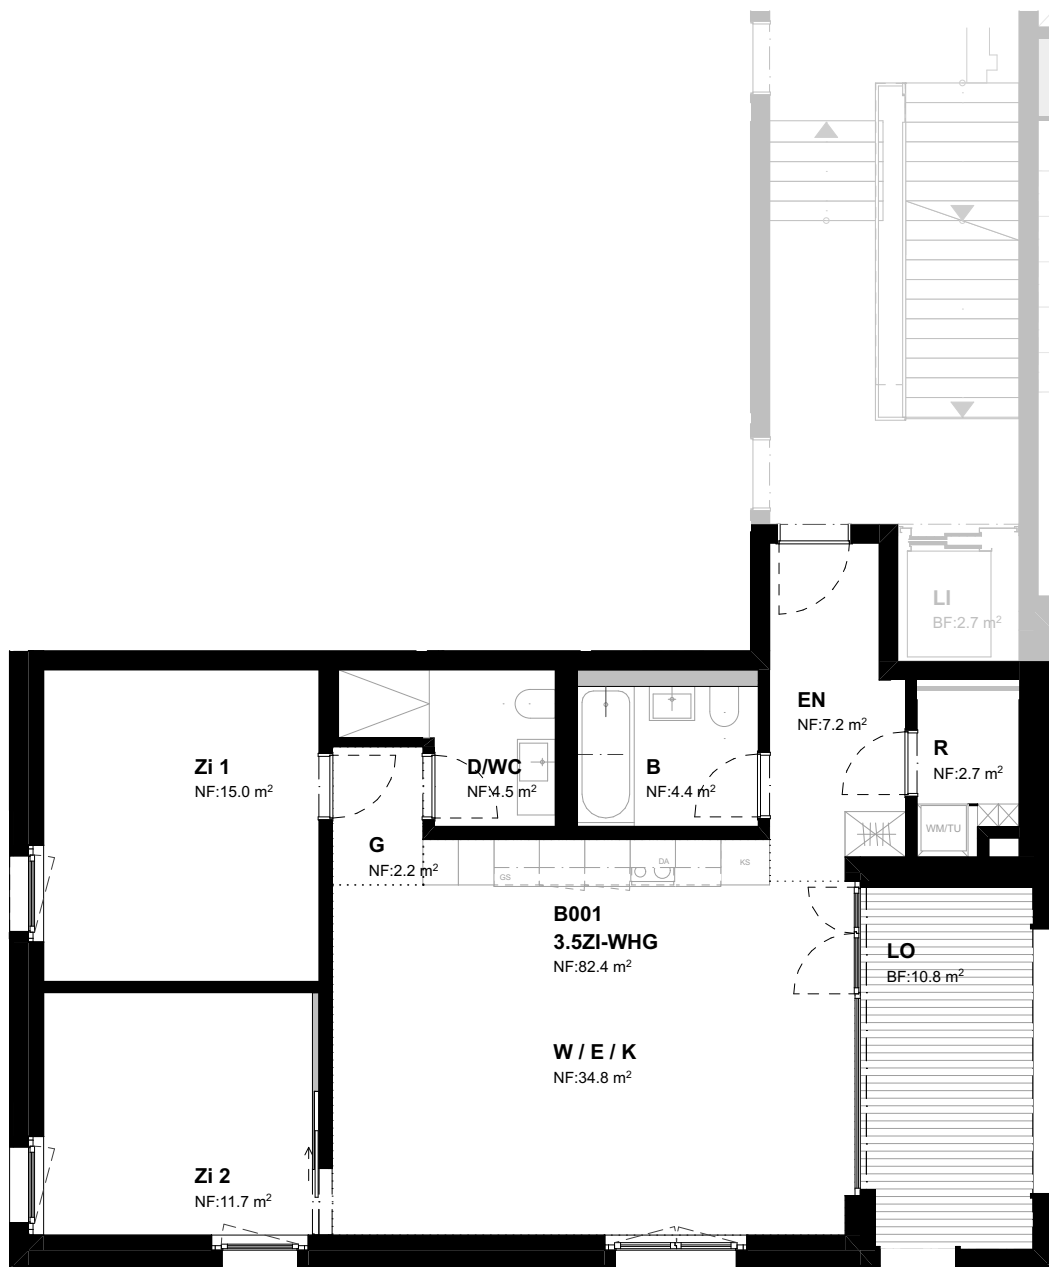 LI
BF:2.7 m²
EN
NF:7.2 m²
R
NF:2.7 m²
Zi 1
NF:15.0 m²
D/WC
NF:4.5 m²
B
NF:4.4 m²
WM/TU
G
NF:2.2 m²
GS
DA
KS
B001
3.5ZI-WHG
NF:82.4 m²
LO
BF:10.8 m²
W / E / K
NF:34.8 m²
Zi 2
NF:11.7 m²